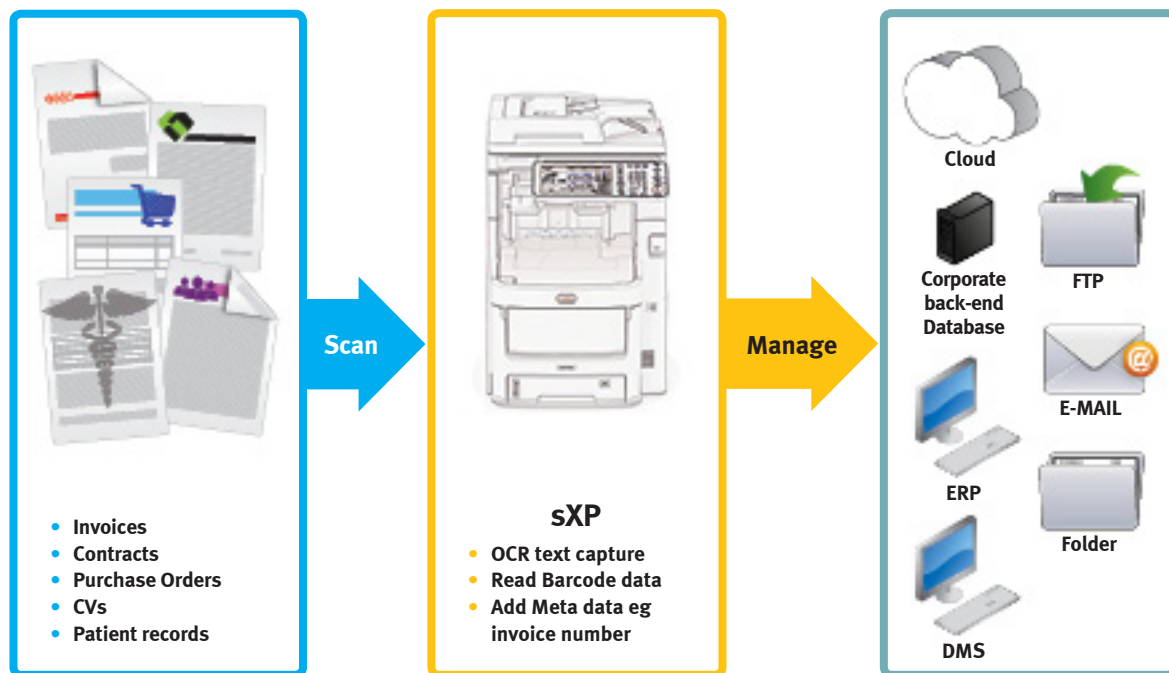 Invoices
Contracts
Purchase Orders
CVs
Patient records
Scan
sXP
OCR text capture
Read Barcode data
Add Meta data eg
invoice number
Manage
Cloud
Corporate
back-end
Database
FTP
@
E-MAIL
ERP
Folder
DMS